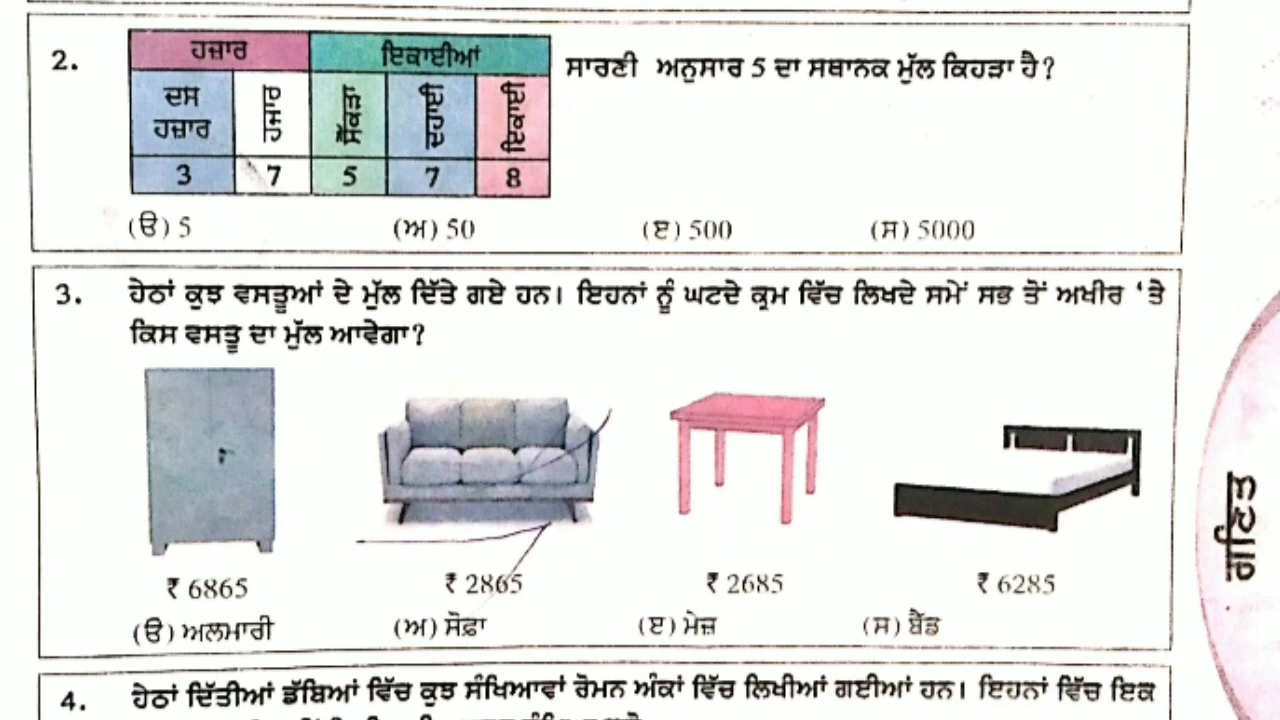 2.
ਹਜ਼ਾਰ ਇਕਾਈਆਂ
ਦਸ ਹਜ਼ਾਰ ਹਜ਼ਾਰ ਸੈਂਕੜਾ ਦਹਾਈ ਇਕਾਈ
3 7 5 7 8
ਸਾਰਣੀ ਅਨੁਸਾਰ 5 ਦਾ ਸਥਾਨਕ ਮੁੱਲ ਕਿਹੜਾ ਹੈ?
(ੳ) 5 (ਅ) 50 (ੲ) 500 (ਸ) 5000
3. ਹੇਠਾਂ ਕੁਝ ਵਸਤੂਆਂ ਦੇ ਮੁੱਲ ਦਿੱਤੇ ਗਏ ਹਨ। ਇਹਨਾਂ ਨੂੰ ਘਟਦੇ ਕ੍ਰਮ ਵਿੱਚ ਲਿਖਦੇ ਸਮੇਂ ਸਭ ਤੋਂ ਅਖੀਰ 'ਤੇ
ਕਿਸ ਵਸਤੂ ਦਾ ਮੁੱਲ ਆਵੇਗਾ?
₹ 6865 ₹ 2865 ₹ 2685 ₹ 6285
(ੳ) ਅਲਮਾਰੀ (ਅ) ਸੋਫ਼ਾ (ੲ) ਮੇਜ਼ (ਸ) ਬੈੱਡ
4. ਹੇਠਾਂ ਦਿੱਤੀਆਂ ਡੱਬਿਆਂ ਵਿੱਚ ਕੁਝ ਸੰਖਿਆਵਾਂ ਰੋਮਨ ਅੰਕਾਂ ਵਿੱਚ ਲਿਖੀਆਂ ਗਈਆਂ ਹਨ। ਇਹਨਾਂ ਵਿੱਚ ਇਕ
ਗਣਿਤ